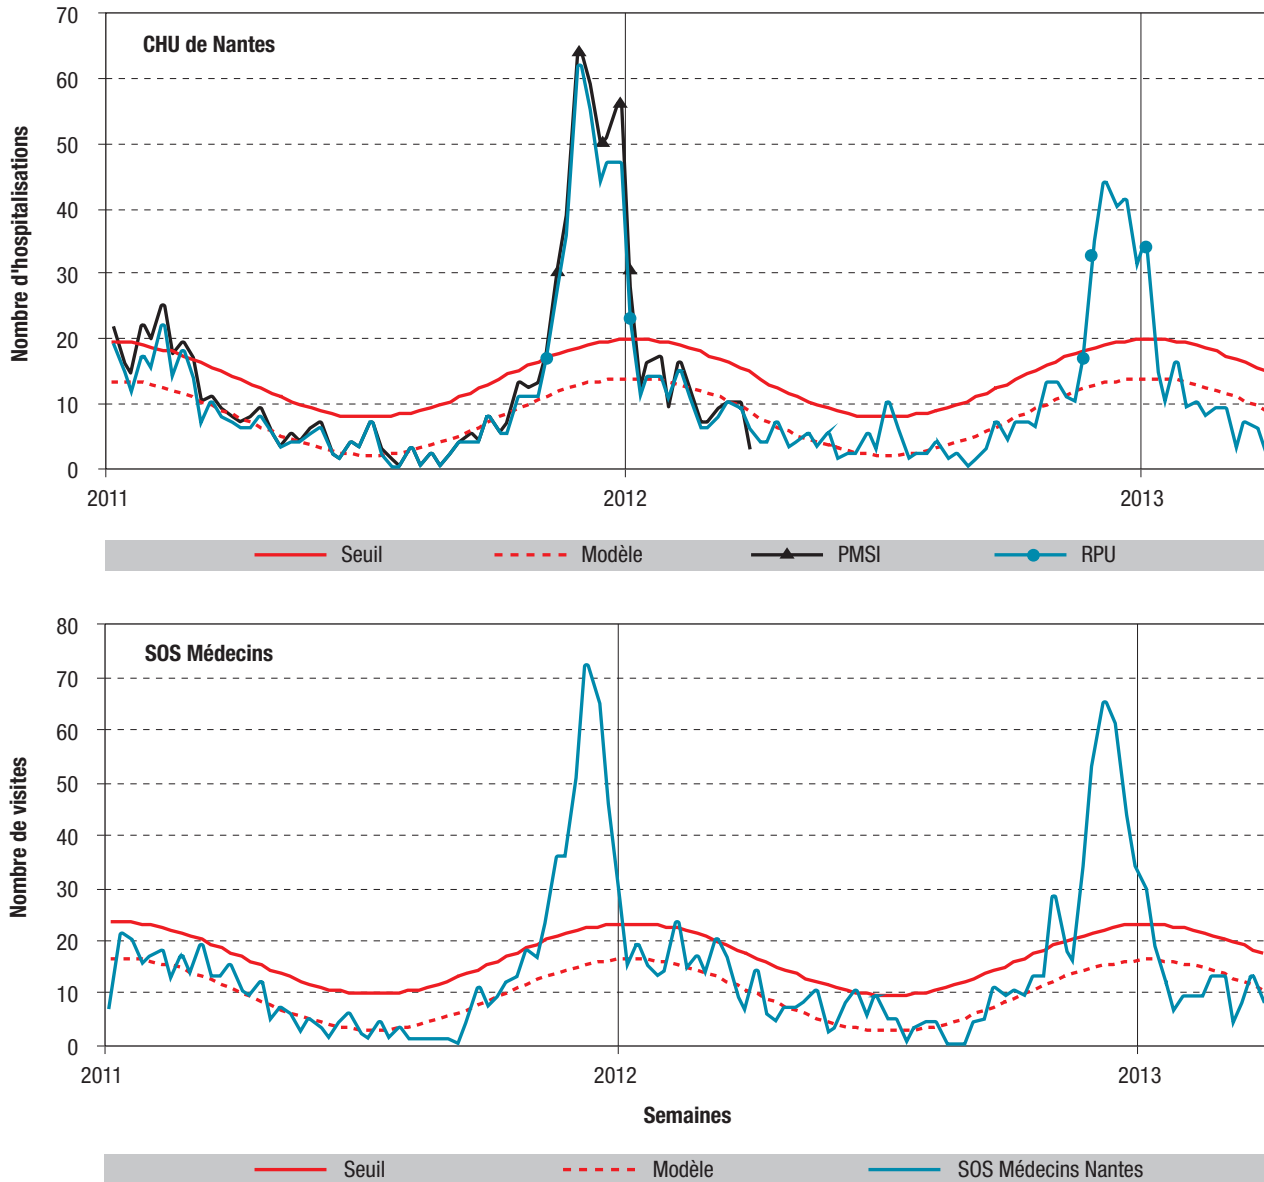 CHU de Nantes
Nombre d'hospitalisations
70
60
50
40
30
20
10
0
2011
2012
2013
Seuil
Modèle
PMSI
RPU
SOS Médecins
Nombre de visites
80
70
60
50
40
30
20
10
0
2011
2012
2013
Semaines
Seuil
Modèle
SOS Médecins Nantes